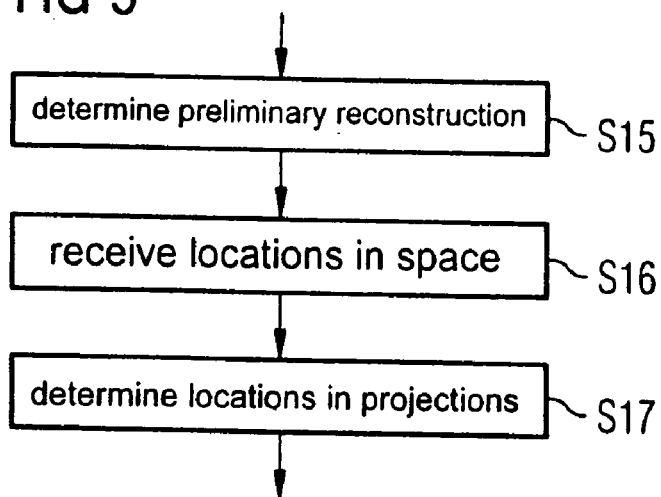 determine preliminary reconstruction
S15
receive locations in space
S16
determine locations in projections
S17